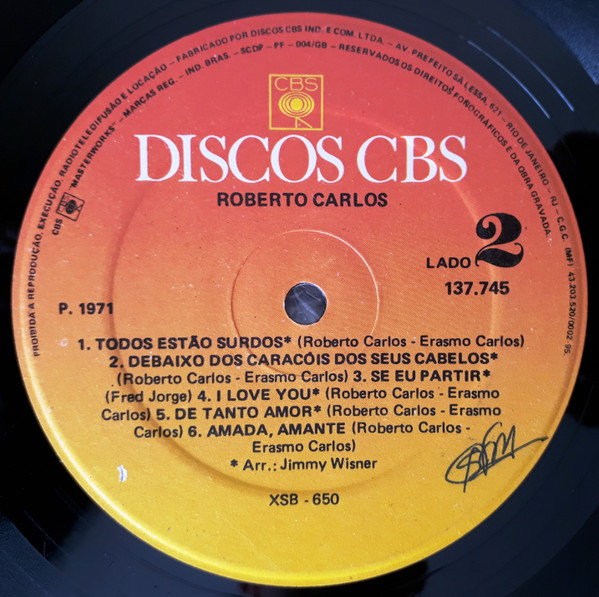 PROIBIDA A REPRODUÇÃO, EXECUÇÃO, RADIOTELEDIFUSÃO E LOCAÇÃO – FABRICADO POR DISCOS CBS IND. E COM. LTDA. – AV. PREFEITO SÁ LESSA, 621 – RIO DE JANEIRO – RJ – C.G.C. (MF) 43.203.520/0002 95.
CBS "MASTERWORKS" – MARCAS REG. – IND. BRAS. – SCDP – PF – 004/GB – RESERVADOS OS DIREITOS FONOGRÁFICOS E DA OBRA GRAVADA.
CBS
DISCOS CBS
ROBERTO CARLOS
LADO 2
137.745
P. 1971
1. TODOS ESTÃO SURDOS* (Roberto Carlos - Erasmo Carlos)
2. DEBAIXO DOS CARACÓIS DOS SEUS CABELOS*
(Roberto Carlos - Erasmo Carlos) 3. SE EU PARTIR*
(Fred Jorge) 4. I LOVE YOU* (Roberto Carlos - Erasmo
Carlos) 5. DE TANTO AMOR* (Roberto Carlos - Erasmo
Carlos) 6. AMADA, AMANTE (Roberto Carlos -
Erasmo Carlos)
* Arr.: Jimmy Wisner
XSB - 650